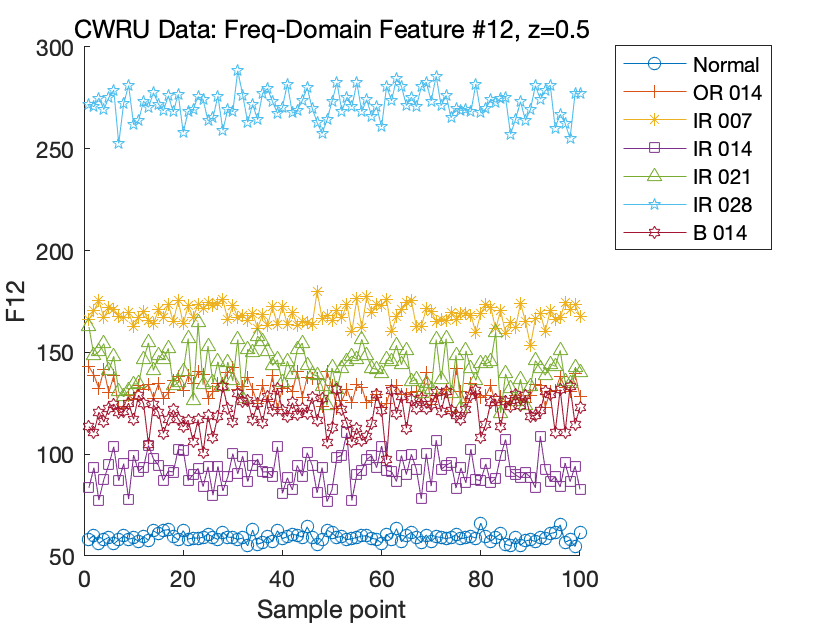 CWRU Data: Freq-Domain Feature #12, z=0.5
300
250
200
150
100
50
F12
0
20
40
60
80
100
Sample point
Normal
OR 014
IR 007
IR 014
IR 021
IR 028
B 014